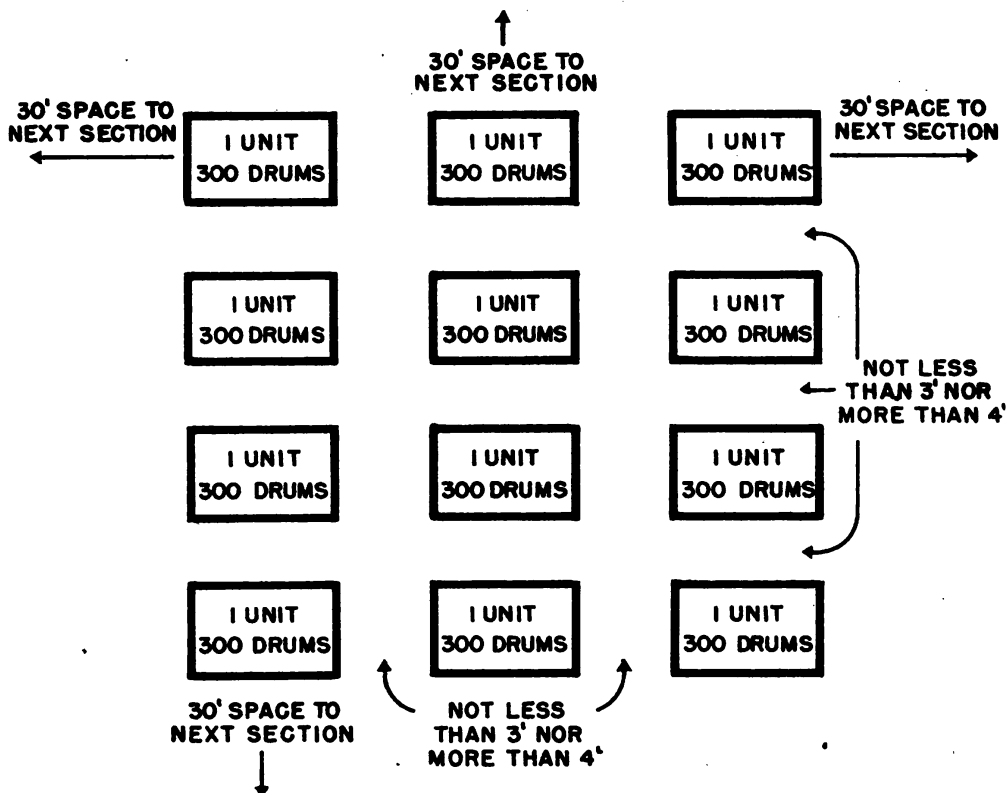 30' SPACE TO
NEXT SECTION
30' SPACE TO
NEXT SECTION
30' SPACE TO
NEXT SECTION
1 UNIT
300 DRUMS
1 UNIT
300 DRUMS
1 UNIT
300 DRUMS
1 UNIT
300 DRUMS
1 UNIT
300 DRUMS
1 UNIT
300 DRUMS
NOT LESS
THAN 3' NOR
MORE THAN 4'
1 UNIT
300 DRUMS
1 UNIT
300 DRUMS
1 UNIT
300 DRUMS
1 UNIT
300 DRUMS
1 UNIT
300 DRUMS
1 UNIT
300 DRUMS
30' SPACE TO
NEXT SECTION
NOT LESS
THAN 3' NOR
MORE THAN 4'